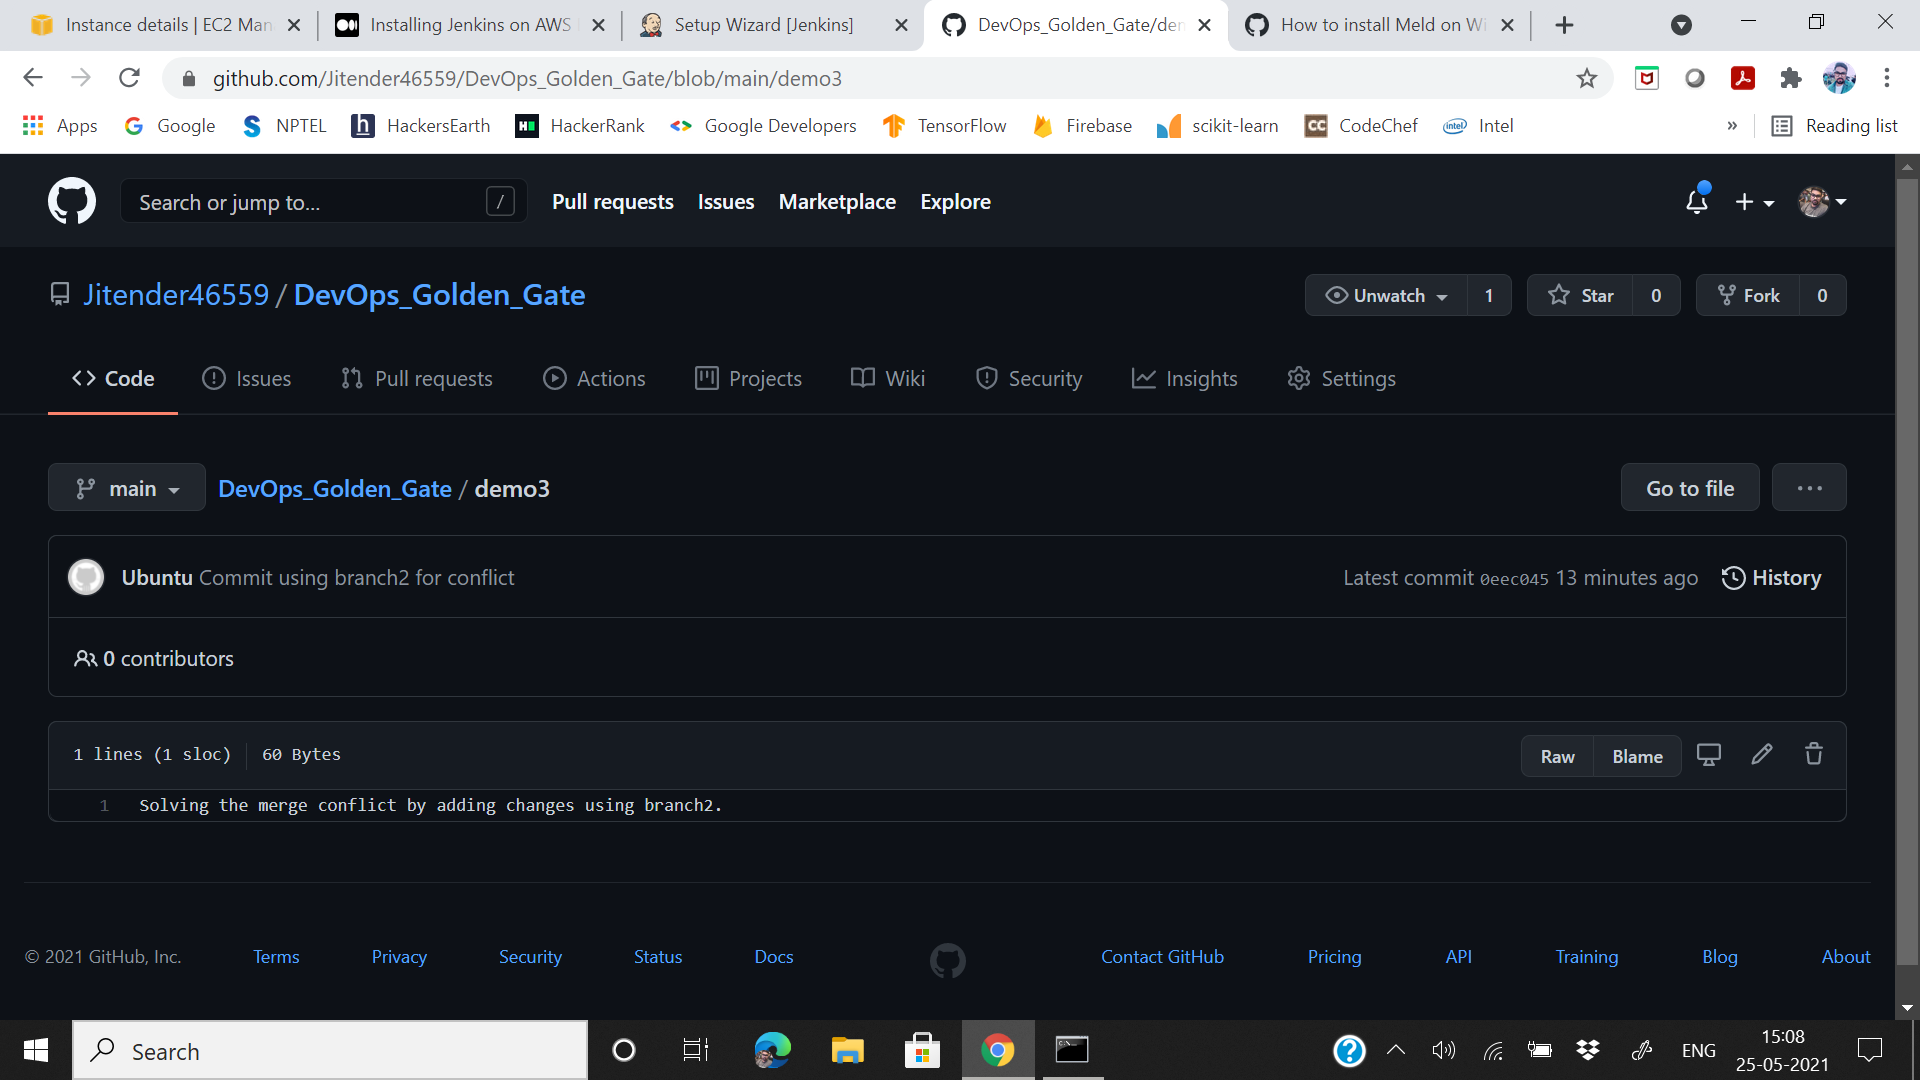 Instance details | EC2 Man
Installing Jenkins on AWS
Setup Wizard [Jenkins]
DevOps_Golden_Gate/den
How to install Meld on Wi
github.com/Jitender46559/DevOps_Golden_Gate/blob/main/demo3
Apps
Google
NPTEL
HackersEarth
HackerRank
Google Developers
TensorFlow
Firebase
scikit-learn
CodeChef
Intel
»
Reading list
Search or jump to...
/
Pull requests
Issues
Marketplace
Explore
Jitender46559 / DevOps_Golden_Gate
Unwatch 1
Star 0
Fork 0
Code
Issues
Pull requests
Actions
Projects
Wiki
Security
Insights
Settings
main
DevOps_Golden_Gate / demo3
Go to file
Ubuntu Commit using branch2 for conflict
Latest commit 0eec045 13 minutes ago
History
0 contributors
1 lines (1 sloc) 60 Bytes
Raw
Blame
1 Solving the merge conflict by adding changes using branch2.
© 2021 GitHub, Inc.
Terms
Privacy
Security
Status
Docs
Contact GitHub
Pricing
API
Training
Blog
About
Search
ENG
15:08
25-05-2021